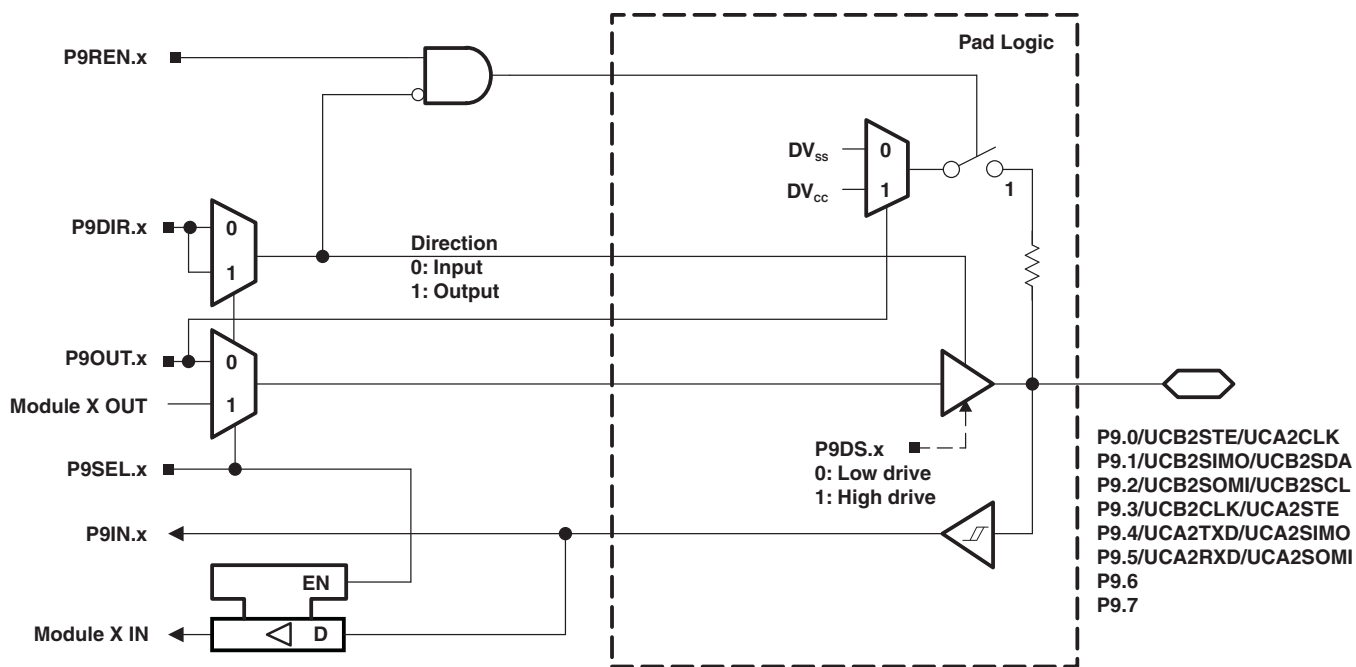 Pad Logic
P9REN.x
DVSS
0
DVCC
1
1
P9DIR.x
0
1
Direction
0: Input
1: Output
P9OUT.x
0
Module X OUT
1
P9SEL.x
P9DS.x
0: Low drive
1: High drive
P9.0/UCB2STE/UCA2CLK
P9.1/UCB2SIMO/UCB2SDA
P9.2/UCB2SOMI/UCB2SCL
P9.3/UCB2CLK/UCA2STE
P9.4/UCA2TXD/UCA2SIMO
P9.5/UCA2RXD/UCA2SOMI
P9.6
P9.7
P9IN.x
EN
Module X IN
D